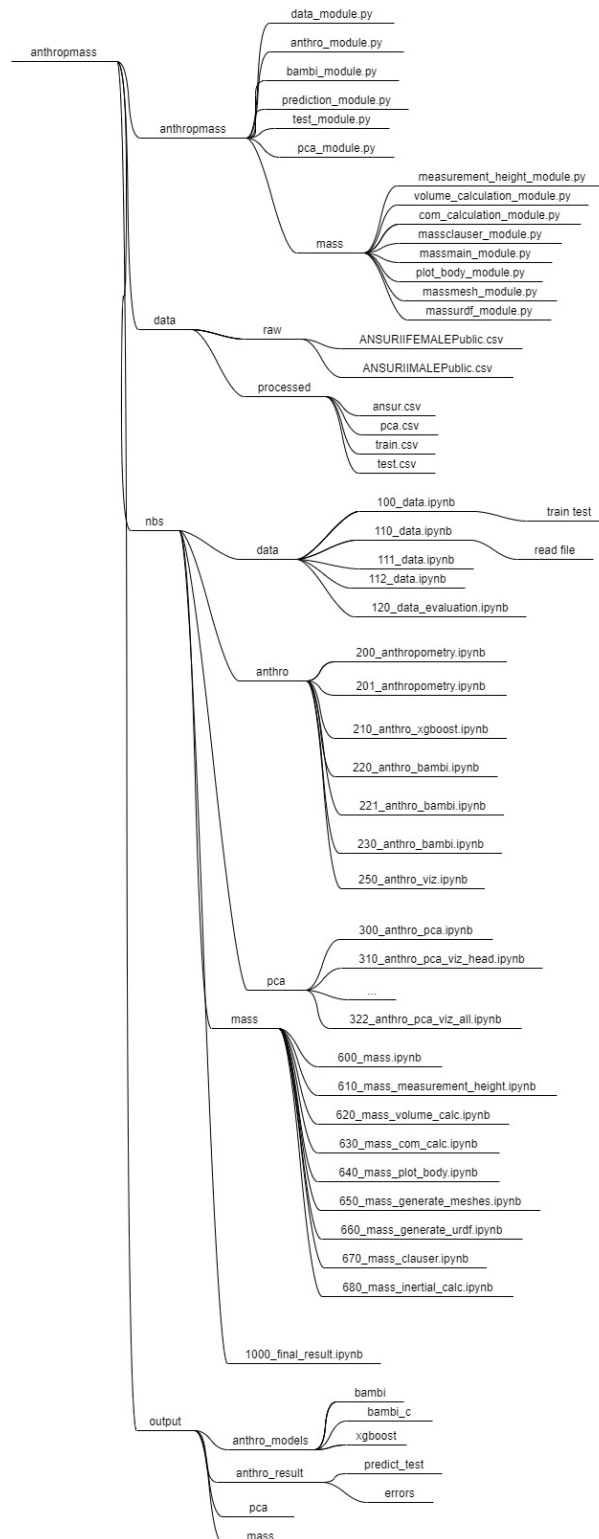 anthropmass
anthropmass
data_module.py
anthro_module.py
bambi_module.py
prediction_module.py
test_module.py
pca_module.py
mass
measurement_height_module.py
volume_calculation_module.py
com_calculation_module.py
massclauser_module.py
massmain_module.py
plot_body_module.py
massmesh_module.py
massurdf_module.py
data
raw
ANSURIIFEMALEPublic.csv
ANSURIIMALEPublic.csv
processed
ansur.csv
pca.csv
train.csv
test.csv
nbs
data
100_data.ipynb
train test
110_data.ipynb
read file
111_data.ipynb
112_data.ipynb
120_data_evaluation.ipynb
anthro
200_anthropometry.ipynb
201_anthropometry.ipynb
210_anthro_xgboost.ipynb
220_anthro_bambi.ipynb
221_anthro_bambi.ipynb
230_anthro_bambi.ipynb
250_anthro_viz.ipynb
pca
300_anthro_pca.ipynb
310_anthro_pca_viz_head.ipynb
...
322_anthro_pca_viz_all.ipynb
mass
600_mass.ipynb
610_mass_measurement_height.ipynb
620_mass_volume_calc.ipynb
630_mass_com_calc.ipynb
640_mass_plot_body.ipynb
650_mass_generate_meshes.ipynb
660_mass_generate_urdf.ipynb
670_mass_clauser.ipynb
680_mass_inertial_calc.ipynb
1000_final_result.ipynb
output
anthro_models
bambi
bambi_c
xgboost
anthro_result
predict_test
errors
pca
mass